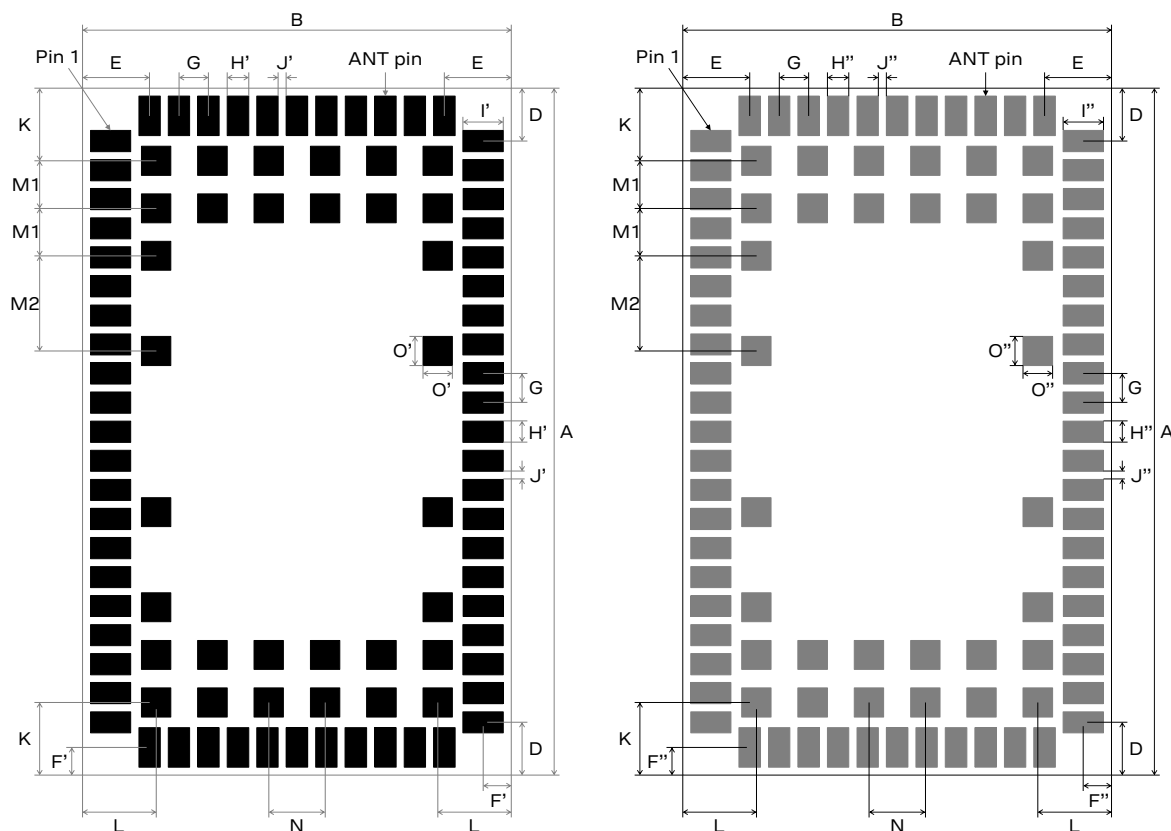 B
Pin 1
E
G
H’
J’
ANT pin
E
K
I’
D
M1
M1
M2
O’
O’
G
H’
A
J’
K
F’
D
F’
L
N
L
B
Pin 1
E
G
H’’
J’’
ANT pin
E
K
I’’
D
M1
M1
M2
O’’
O’’
G
H’’
A
J’’
K
F’’
D
F’’
L
N
L